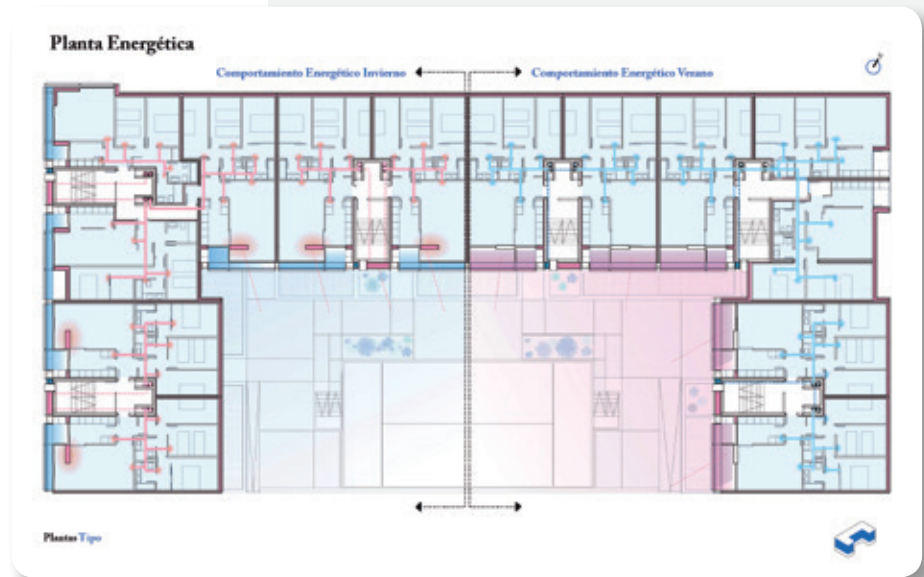 Planta Energética
Comportamiento Energético Invierno
Comportamiento Energético Verano
Plantas Tipo